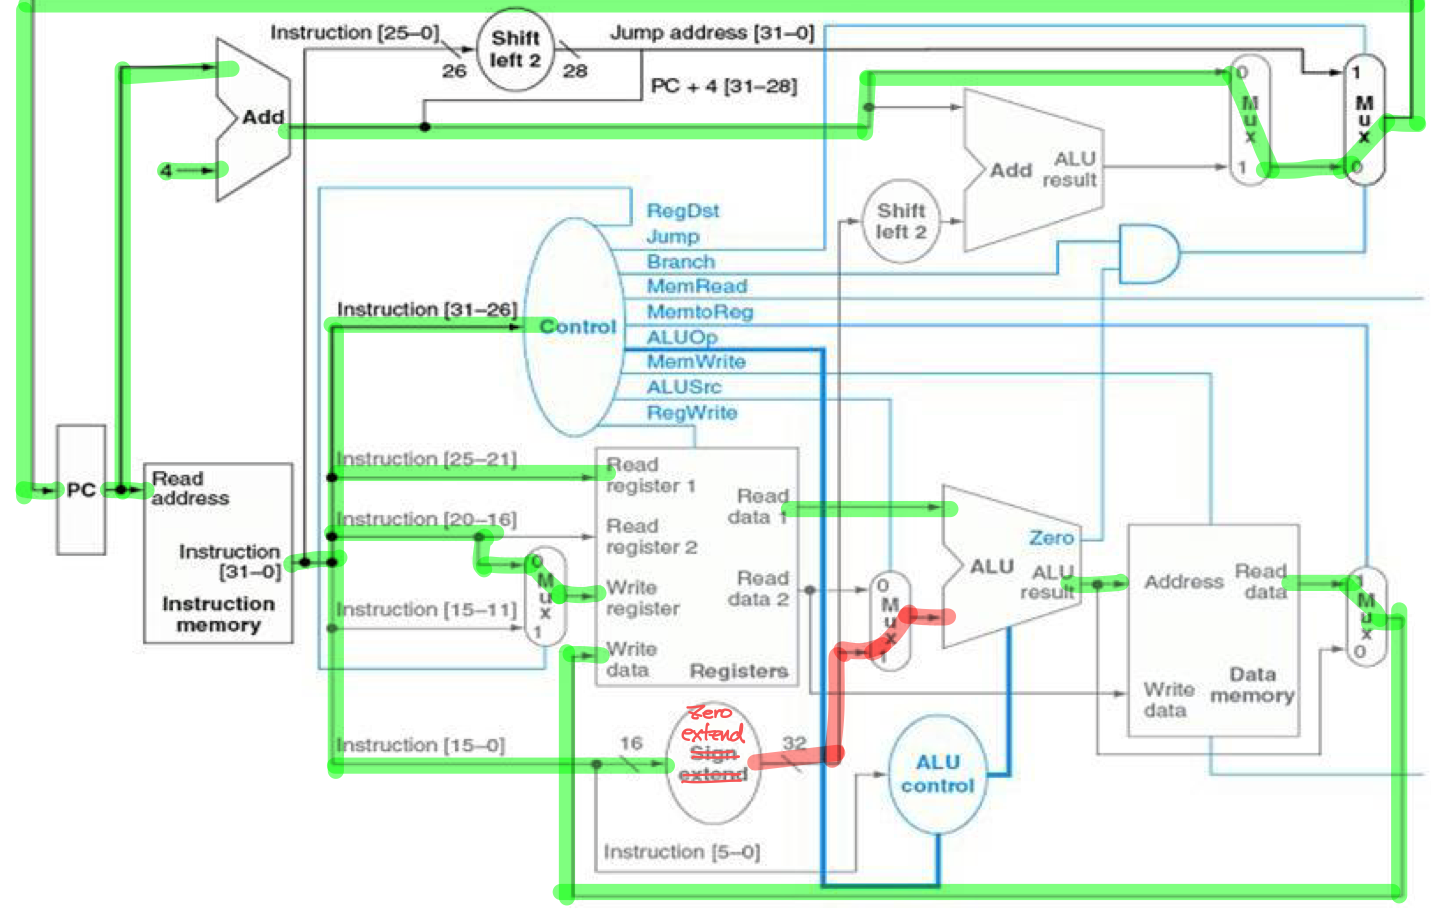 Instruction [25–0]
26
Shift
left 2
28
Jump address [31–0]
PC + 4 [31–28]
Add
4
0
M
u
x
1
1
M
u
x
0
Add
ALU
result
Shift
left 2
RegDst
Jump
Branch
MemRead
MemtoReg
ALUOp
MemWrite
ALUSrc
RegWrite
Instruction [31–26]
Control
PC
Read
address
Instruction
[31–0]
Instruction
memory
Instruction [25–21]
Instruction [20–16]
Instruction [15–11]
0
M
u
x
1
Read
register 1
Read
register 2
Write
register
Write
data
Read
data 1
Read
data 2
Registers
0
M
u
x
1
Zero
ALU
ALU
result
Address
Read
data
Write
data
Data
memory
1
M
u
x
0
Instruction [15–0]
16
Zero
extend
Sign
extend
32
ALU
control
Instruction [5–0]